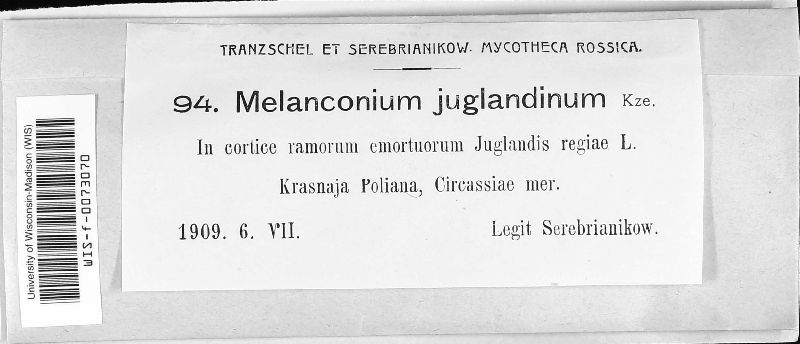 TRANZSCHEL ET SEREBRIANIKOW. MYCOTHECA ROSSICA.
94. Melanconium juglandinum Kze.
In cortice ramorum emortuorum Juglandis regiae L.
Krasnaja Poliana, Circassiae mer.
1909. 6. VII. Legit Serebrianikow.
University of Wisconsin-Madison (WIS)
WIS-f-0073070